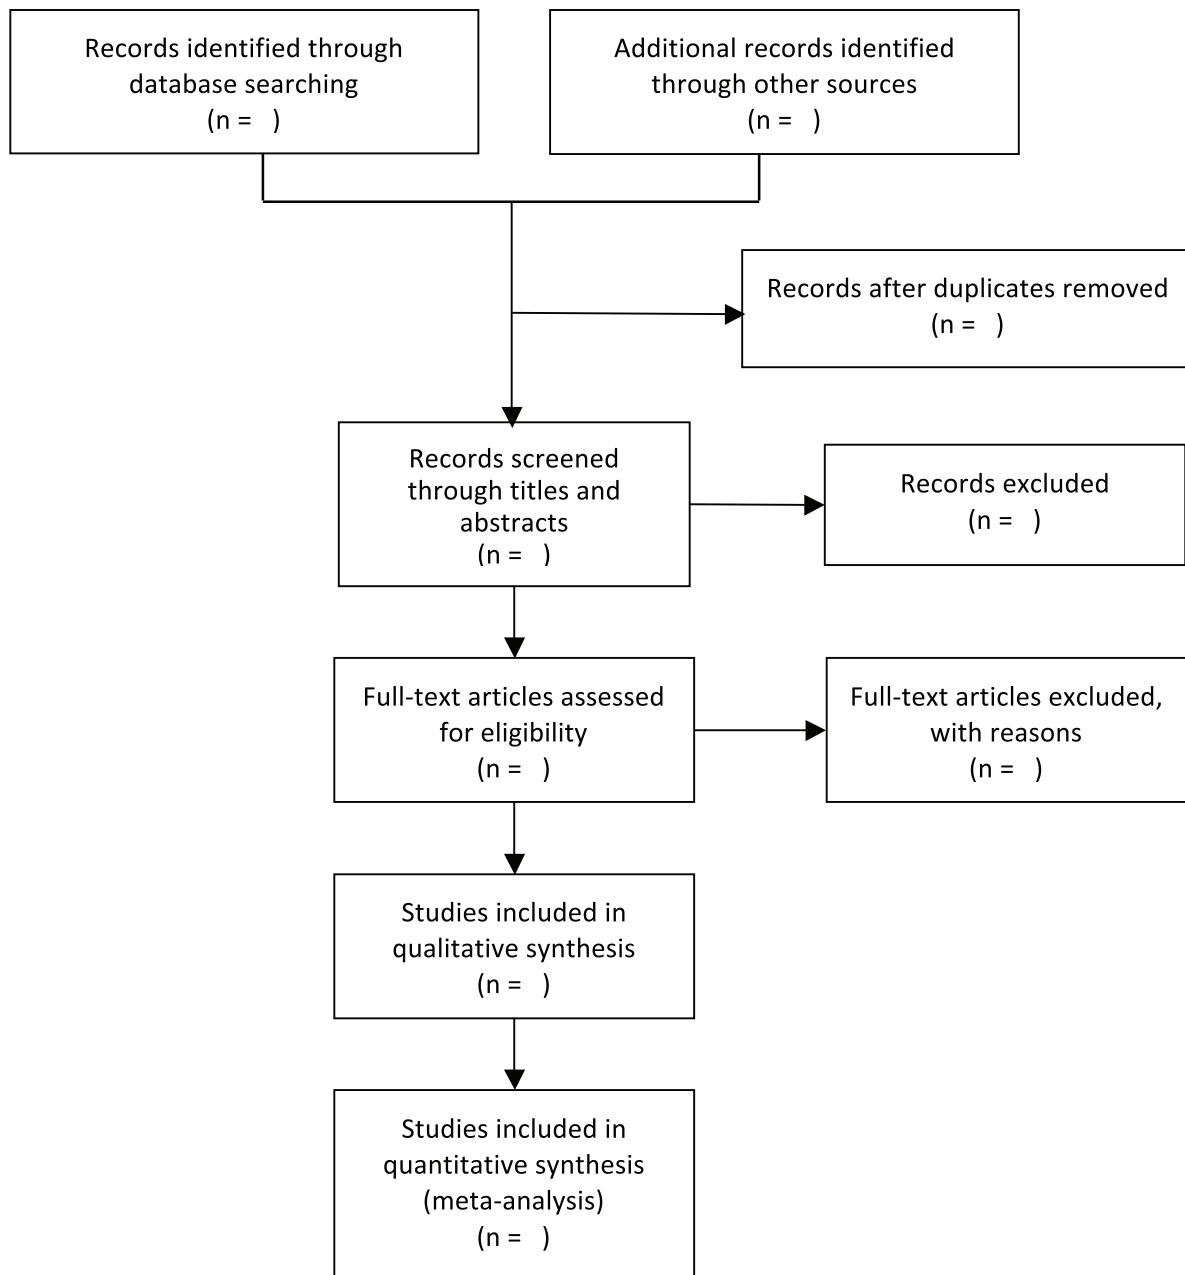 Records identified through
database searching
(n =   )
Additional records identified
through other sources
(n =   )
Records after duplicates removed
(n =   )
Records screened
through titles and
abstracts
(n =   )
Records excluded
(n =   )
Full-text articles assessed
for eligibility
(n =   )
Full-text articles excluded,
with reasons
(n =   )
Studies included in
qualitative synthesis
(n =   )
Studies included in
quantitative synthesis
(meta-analysis)
(n =   )